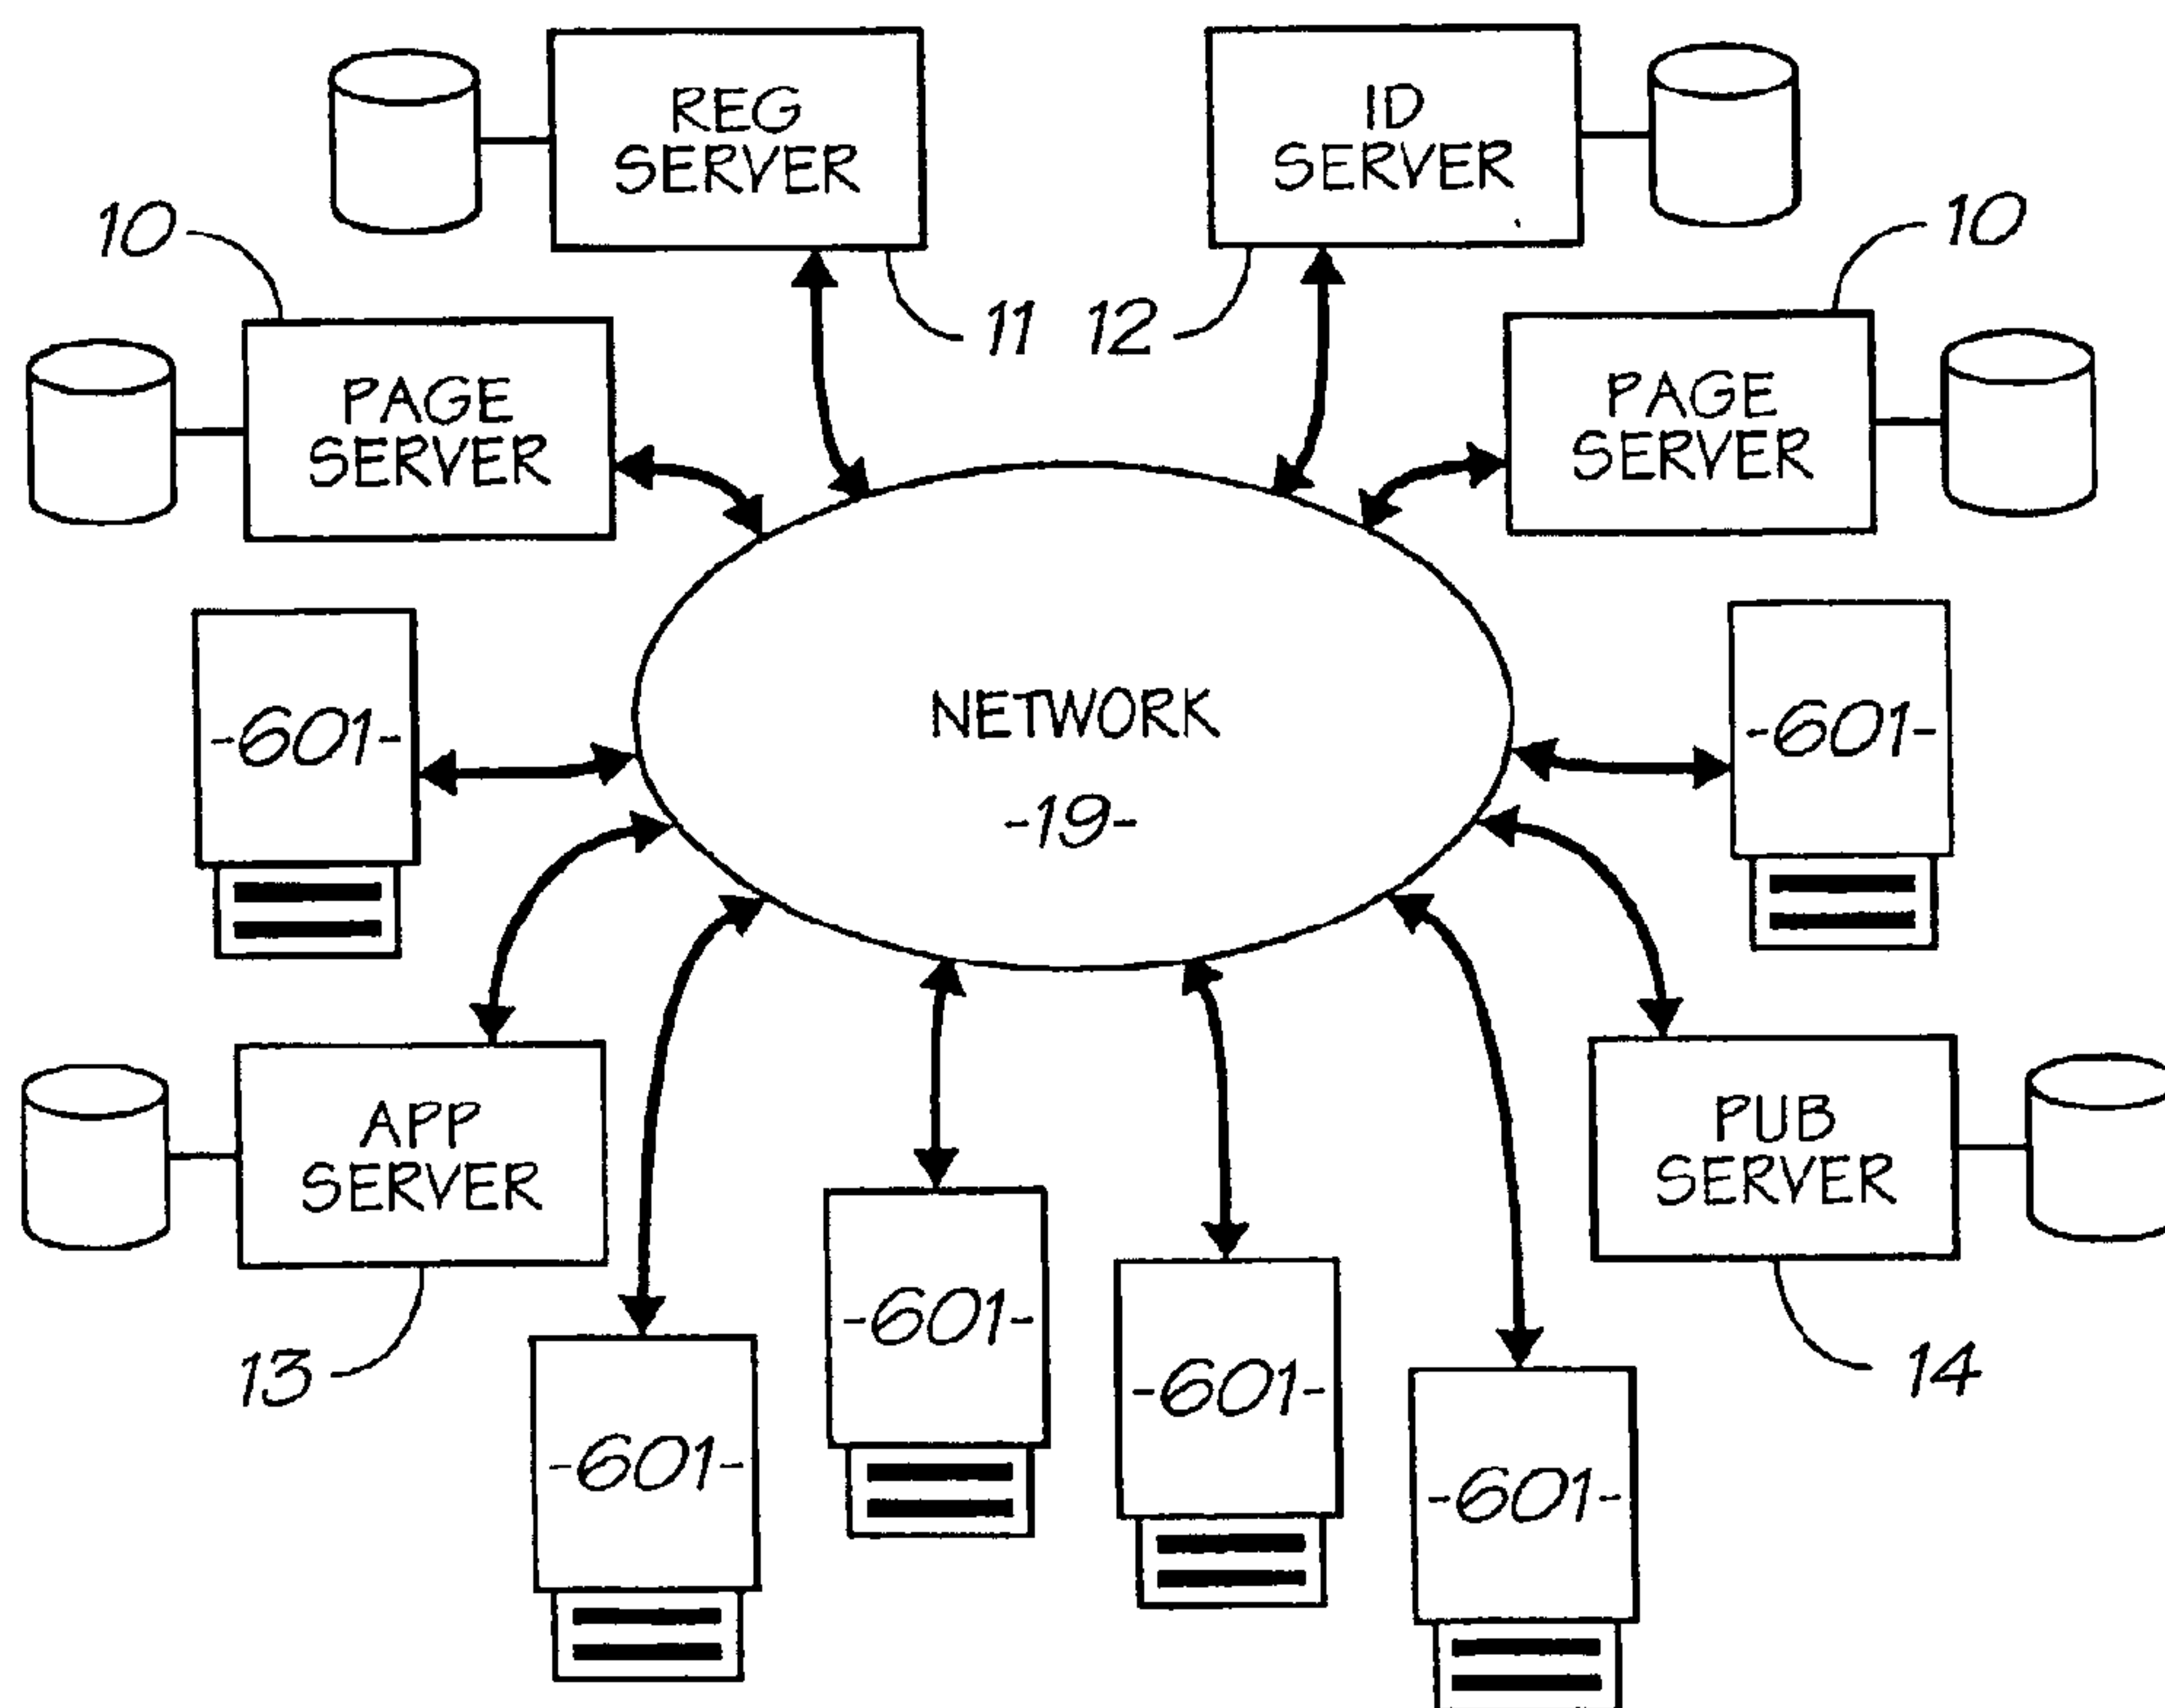 REG
SERVER
ID
SERVER
10
10
11
12
PAGE
SERVER
PAGE
SERVER
-601-
NETWORK
-19-
-601-
APP
SERVER
PUB
SERVER
13
-601-
-601-
-601-
-601-
14